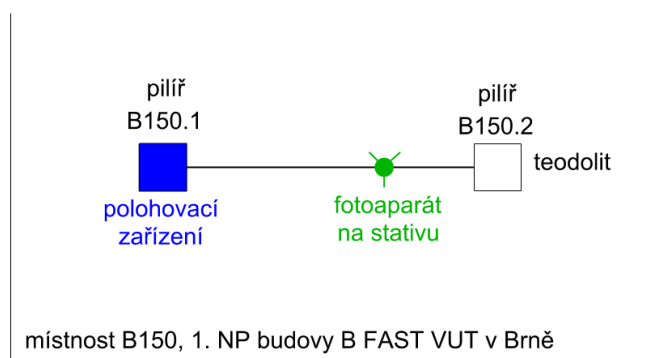 pilíř
B150.1
pilíř
B150.2
teodolit
polohovací
zařízení
fotoaparát
na stativu
místnost B150, 1. NP budovy B FAST VUT v Brně